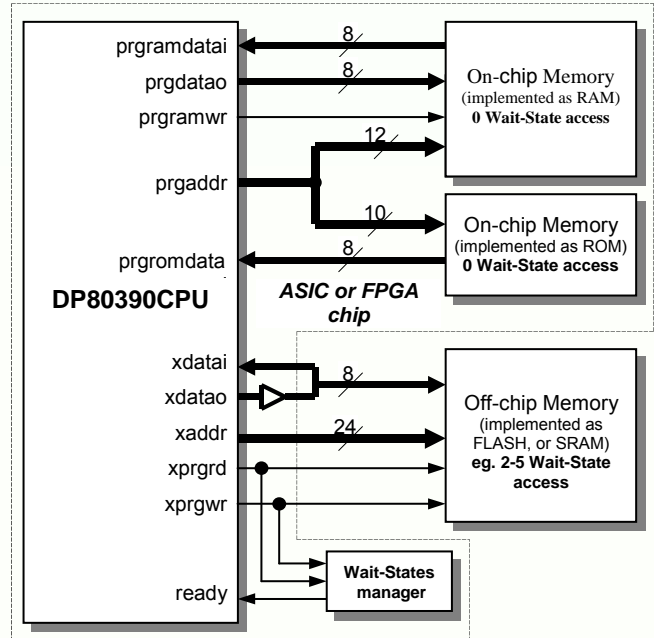 prgramdatai
8
prgdatao
8
prgramwr
On-chip Memory
(implemented as RAM)
0 Wait-State access
12
prgaddr
10
On-chip Memory
(implemented as ROM)
0 Wait-State access
prgromdata
8
DP80390CPU
ASIC or FPGA
chip
xdatai
8
xdatao
xaddr
24
xprgrd
xprgwr
Off-chip Memory
(implemented as
FLASH, or SRAM)
eg. 2-5 Wait-State
access
ready
Wait-States
manager